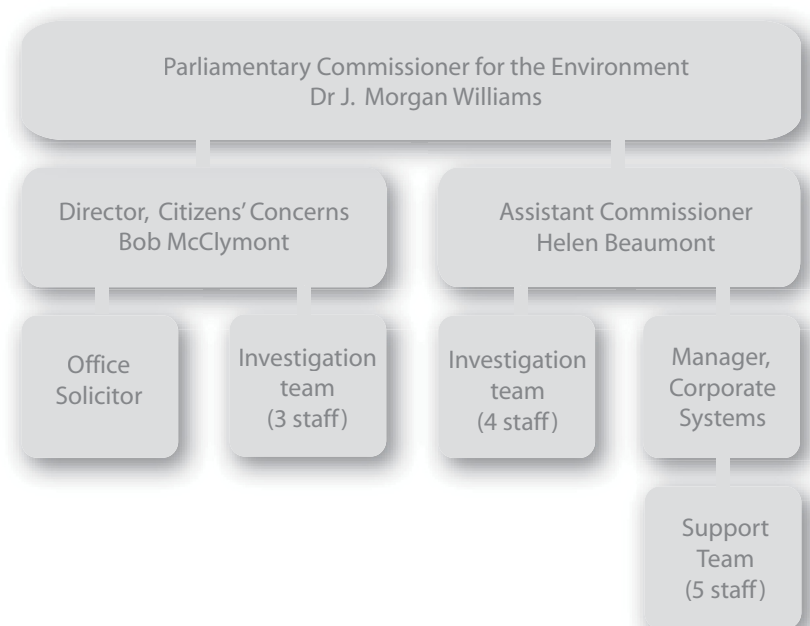 Parliamentary Commissioner for the Environment
Dr J. Morgan Williams
Director, Citizens' Concerns
Bob McClymont
Assistant Commissioner
Helen Beaumont
Office
Solicitor
Investigation
team
(3 staff)
Investigation
team
(4 staff)
Manager,
Corporate
Systems
Support
Team
(5 staff)